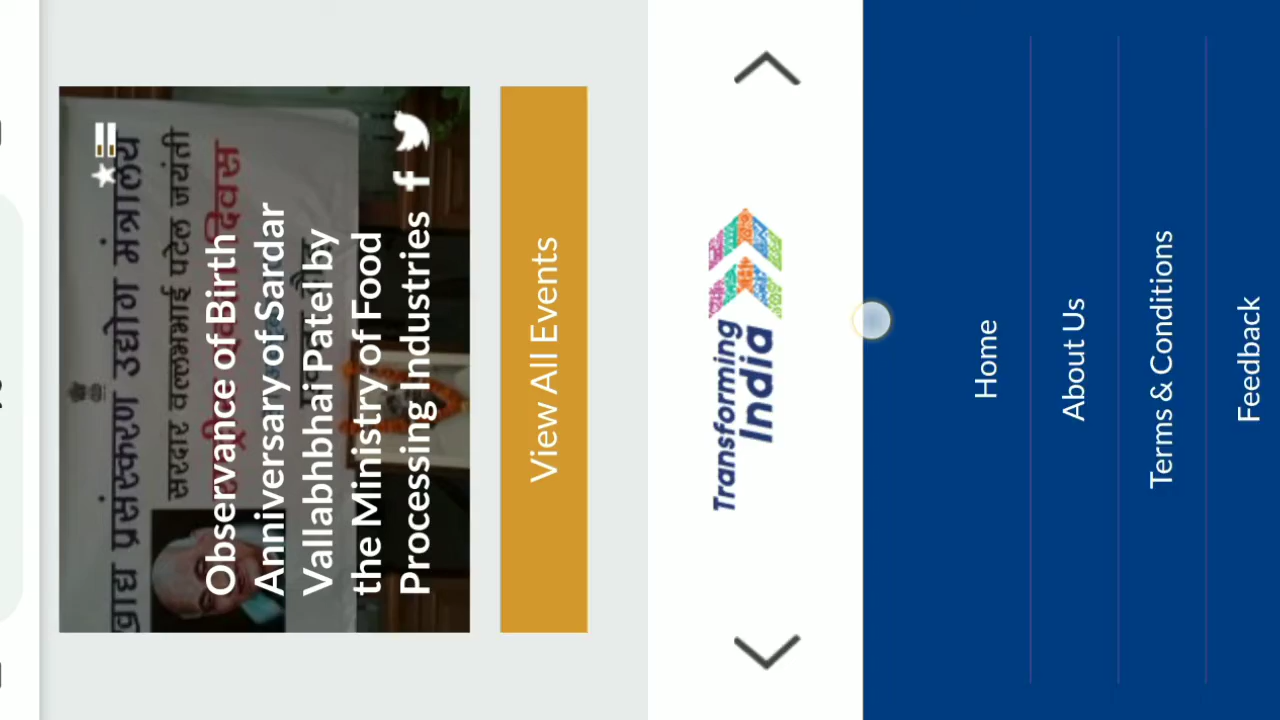 खाद्य प्रसंस्करण उद्योग मंत्रालय
सरदार वल्लभभाई पटेल जयंती
Observance of Birth
Anniversary of Sardar
Vallabhbhai Patel by
the Ministry of Food
Processing Industries
View All Events
Transforming
India
Home
About Us
Terms & Conditions
Feedback